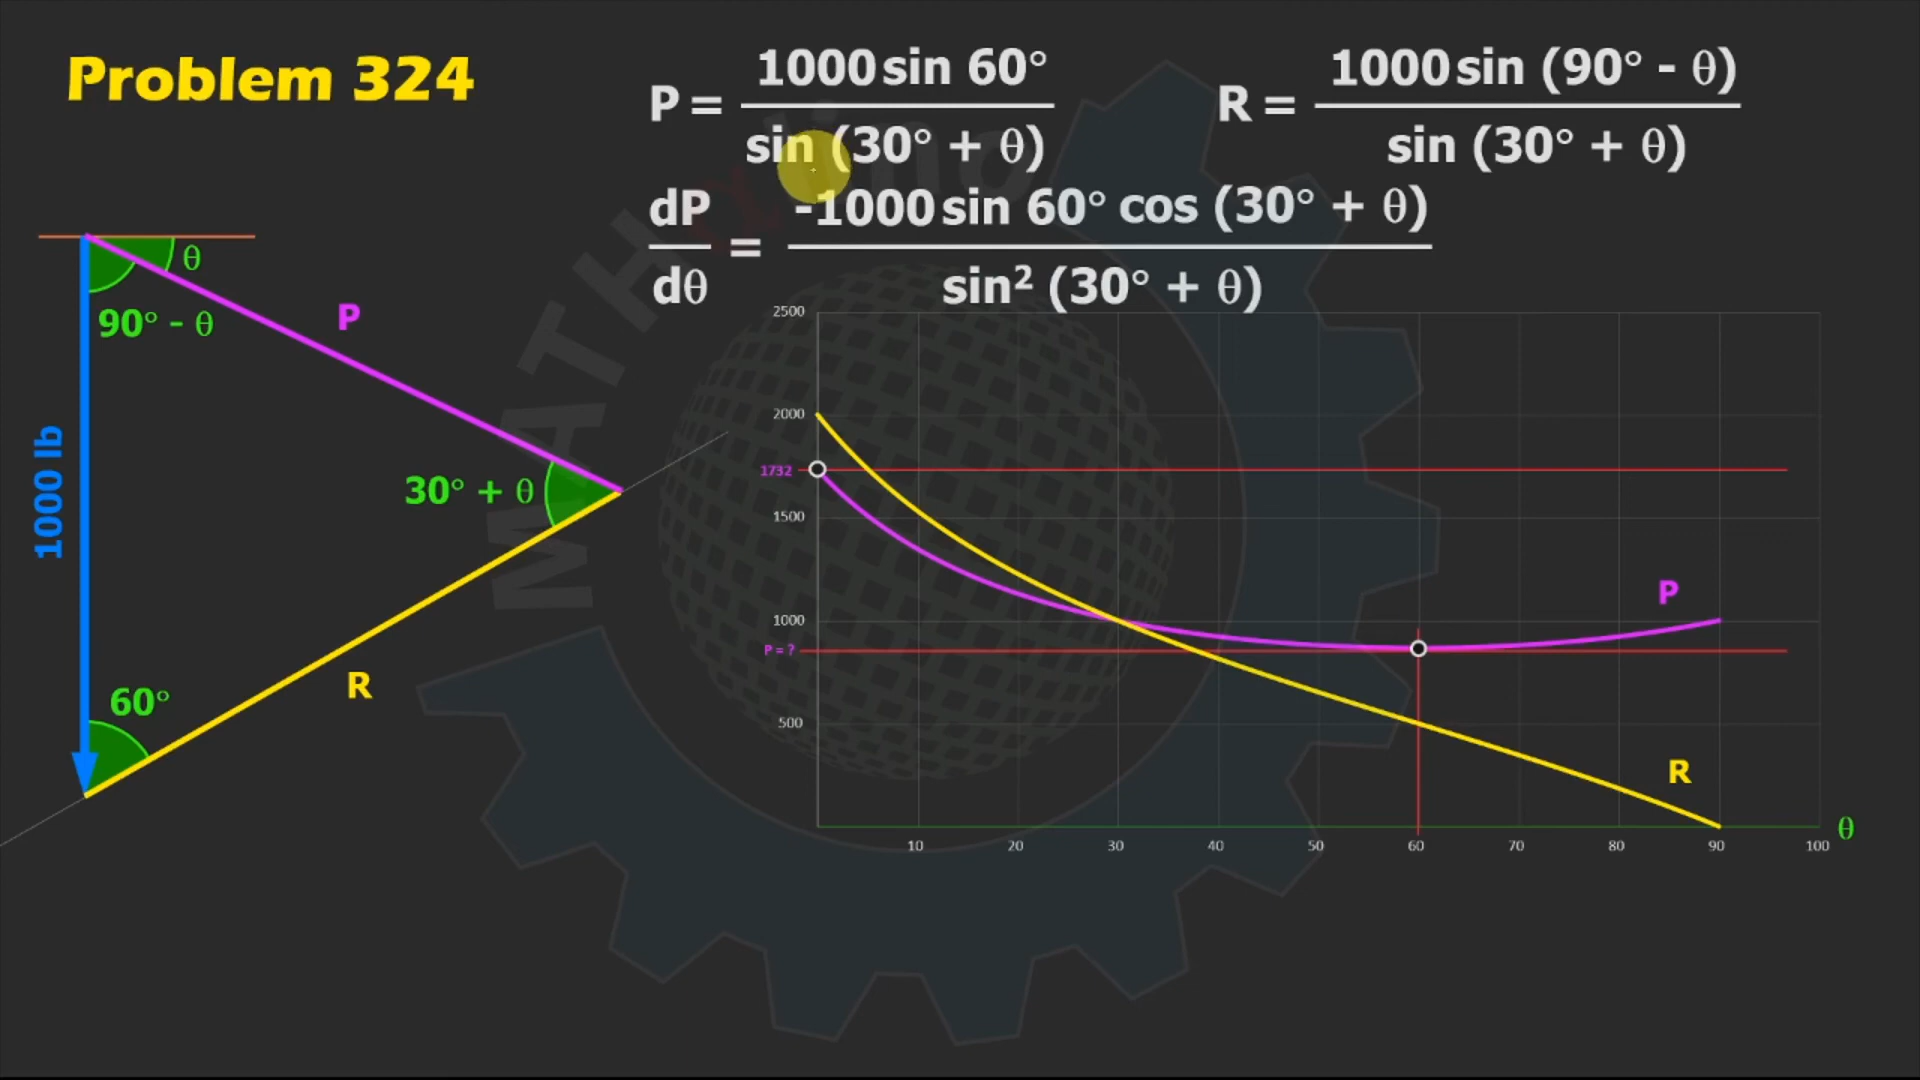 Problem 324
P = 1000 sin 60° / sin (30° + θ)
R = 1000 sin (90° - θ) / sin (30° + θ)
dP/dθ = -1000 sin 60° cos (30° + θ) / sin² (30° + θ)
θ
90° - θ
P
1000 lb
30° + θ
60°
R
2500
2000
1732
1500
1000
P = ?
500
P
R
θ
10 20 30 40 50 60 70 80 90 100
MATH